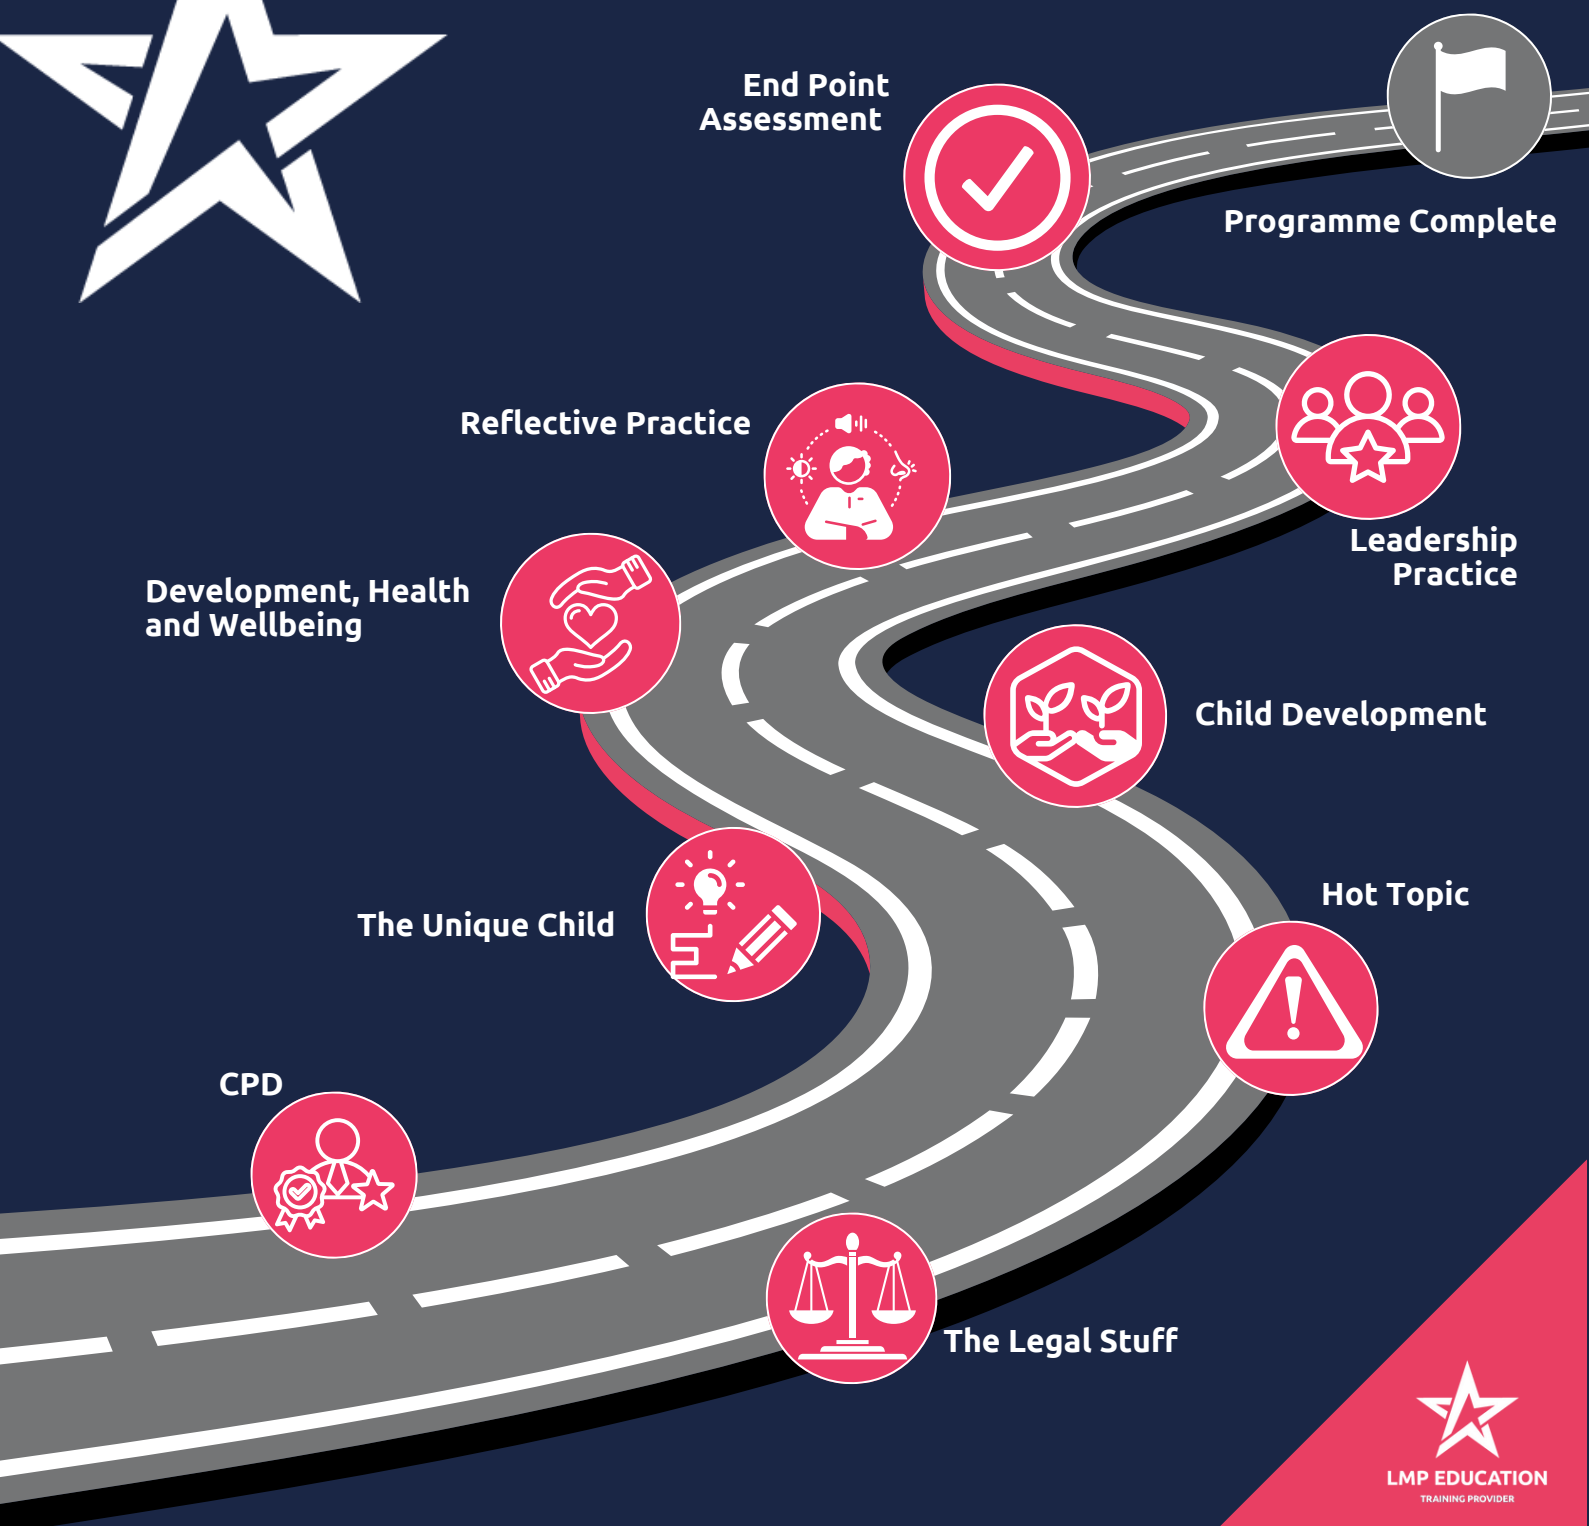 End Point
Assessment
Programme Complete
Reflective Practice
Leadership
Practice
Development, Health
and Wellbeing
Child Development
Hot Topic
The Unique Child
CPD
The Legal Stuff
LMP EDUCATION
TRAINING PROVIDER